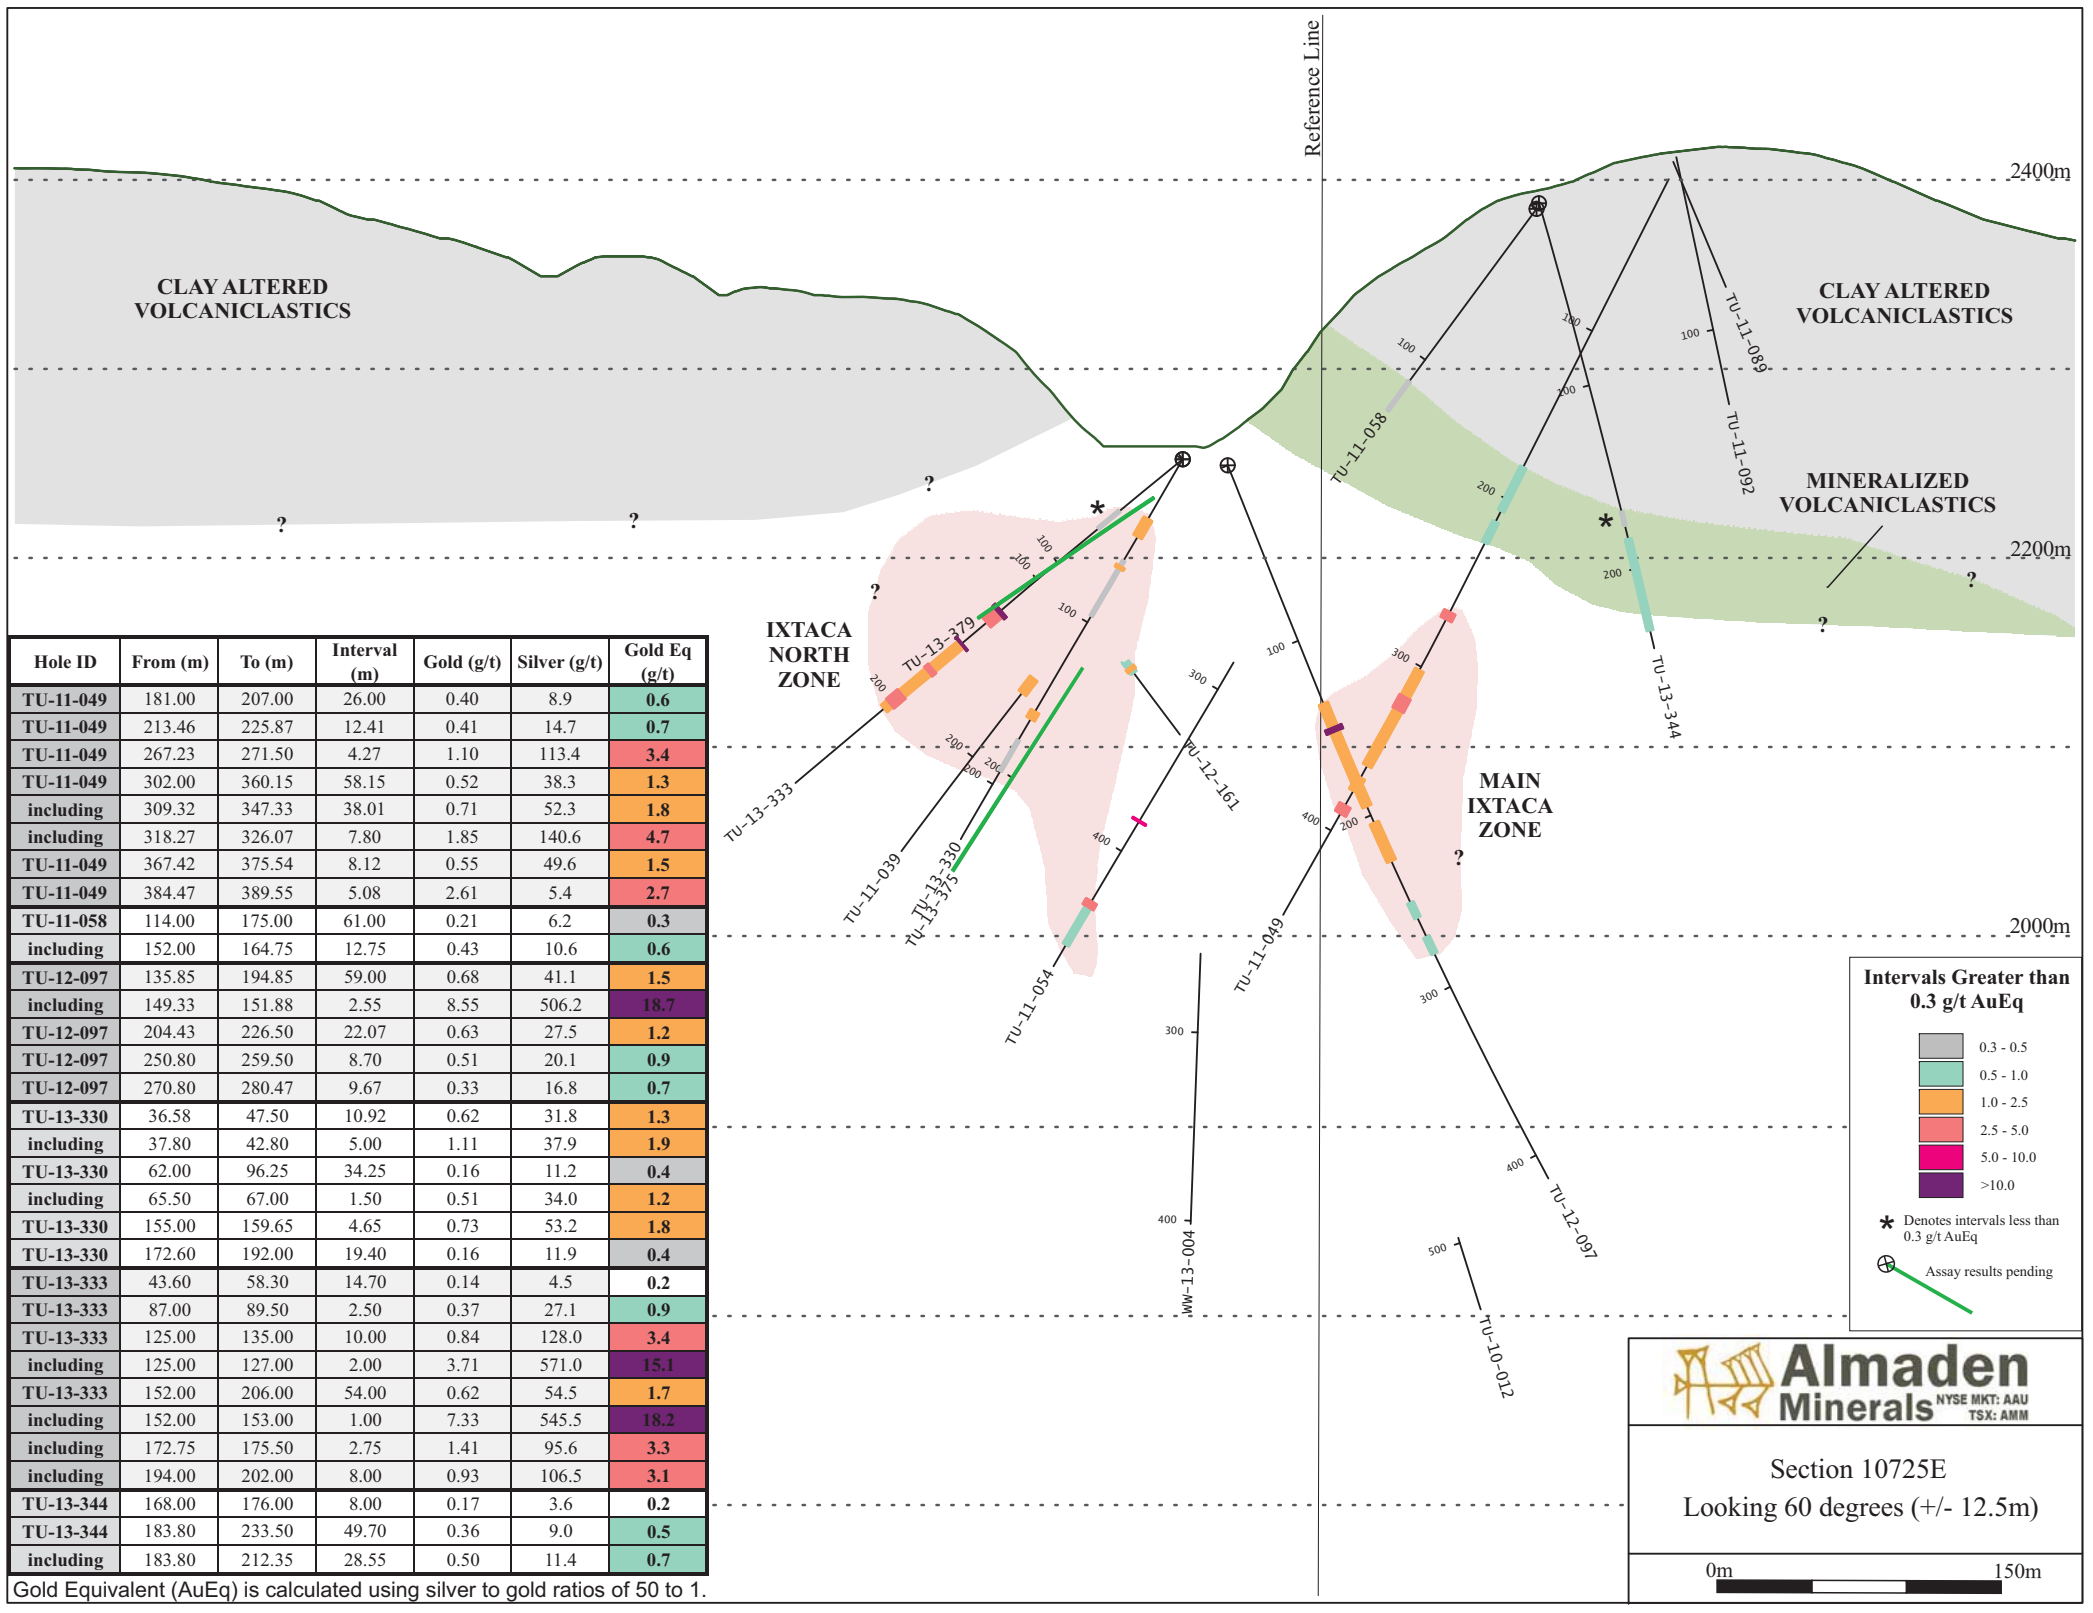 Reference Line
2400m
CLAY ALTERED
VOLCANICLASTICS
CLAY ALTERED
VOLCANICLASTICS
100
100
100
100
TU-11-089
TU-11-058
TU-11-092
MINERALIZED
VOLCANICLASTICS
?
?
?
*
*
200
200
2200m
?
?
?
100
100
100
100
IXTACA
NORTH
ZONE
TU-13-379
200
300
300
TU-13-344
200
200
200
TU-12-161
MAIN
IXTACA
ZONE
?
TU-13-333
400
400
200
TU-11-039
TU-13-330
TU-13-375
TU-11-049
TU-11-054
2000m
300
300
400
400
WW-13-004
TU-12-097
500
TU-10-012
Hole ID From (m) To (m) Interval (m) Gold (g/t) Silver (g/t) Gold Eq (g/t)
TU-11-049 181.00 207.00 26.00 0.40 8.9 0.6
TU-11-049 213.46 225.87 12.41 0.41 14.7 0.7
TU-11-049 267.23 271.50 4.27 1.10 113.4 3.4
TU-11-049 302.00 360.15 58.15 0.52 38.3 1.3
including 309.32 347.33 38.01 0.71 52.3 1.8
including 318.27 326.07 7.80 1.85 140.6 4.7
TU-11-049 367.42 375.54 8.12 0.55 49.6 1.5
TU-11-049 384.47 389.55 5.08 2.61 5.4 2.7
TU-11-058 114.00 175.00 61.00 0.21 6.2 0.3
including 152.00 164.75 12.75 0.43 10.6 0.6
TU-12-097 135.85 194.85 59.00 0.68 41.1 1.5
including 149.33 151.88 2.55 8.55 506.2 18.7
TU-12-097 204.43 226.50 22.07 0.63 27.5 1.2
TU-12-097 250.80 259.50 8.70 0.51 20.1 0.9
TU-12-097 270.80 280.47 9.67 0.33 16.8 0.7
TU-13-330 36.58 47.50 10.92 0.62 31.8 1.3
including 37.80 42.80 5.00 1.11 37.9 1.9
TU-13-330 62.00 96.25 34.25 0.16 11.2 0.4
including 65.50 67.00 1.50 0.51 34.0 1.2
TU-13-330 155.00 159.65 4.65 0.73 53.2 1.8
TU-13-330 172.60 192.00 19.40 0.16 11.9 0.4
TU-13-333 43.60 58.30 14.70 0.14 4.5 0.2
TU-13-333 87.00 89.50 2.50 0.37 27.1 0.9
TU-13-333 125.00 135.00 10.00 0.84 128.0 3.4
including 125.00 127.00 2.00 3.71 571.0 15.1
TU-13-333 152.00 206.00 54.00 0.62 54.5 1.7
including 152.00 153.00 1.00 7.33 545.5 18.2
including 172.75 175.50 2.75 1.41 95.6 3.3
including 194.00 202.00 8.00 0.93 106.5 3.1
TU-13-344 168.00 176.00 8.00 0.17 3.6 0.2
TU-13-344 183.80 233.50 49.70 0.36 9.0 0.5
including 183.80 212.35 28.55 0.50 11.4 0.7
Gold Equivalent (AuEq) is calculated using silver to gold ratios of 50 to 1.
Intervals Greater than
0.3 g/t AuEq
0.3 - 0.5
0.5 - 1.0
1.0 - 2.5
2.5 - 5.0
5.0 - 10.0
>10.0
* Denotes intervals less than
0.3 g/t AuEq
Assay results pending
Almaden
Minerals NYSE MKT: AAU
TSX: AMM
Section 10725E
Looking 60 degrees (+/- 12.5m)
0m 150m